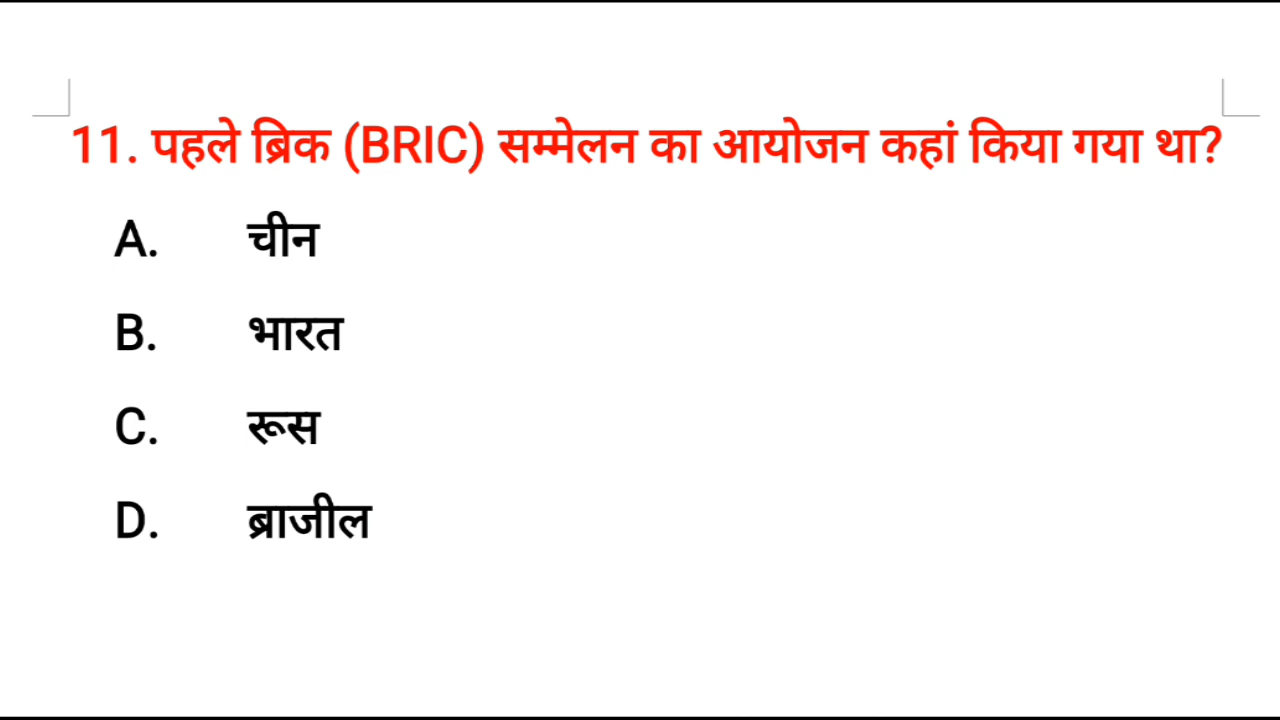 11. पहले ब्रिक (BRIC) सम्मेलन का आयोजन कहां किया गया था?
A. चीन
B. भारत
C. रूस
D. ब्राजील